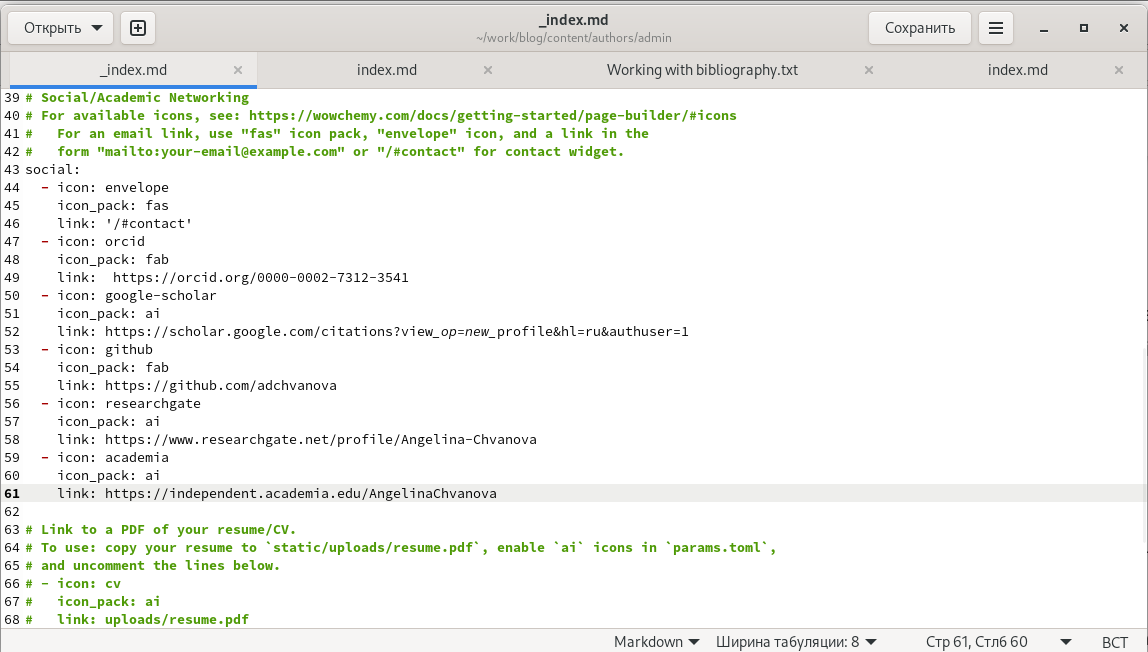 Открыть
_index.md
~/work/blog/content/authors/admin
Сохранить
_index.md × index.md × Working with bibliography.txt × index.md ×
39 # Social/Academic Networking
40 # For available icons, see: https://wowchemy.com/docs/getting-started/page-builder/#icons
41 #   For an email link, use "fas" icon pack, "envelope" icon, and a link in the
42 #   form "mailto:your-email@example.com" or "/#contact" for contact widget.
43 social:
44   - icon: envelope
45     icon_pack: fas
46     link: '/#contact'
47   - icon: orcid
48     icon_pack: fab
49     link:  https://orcid.org/0000-0002-7312-3541
50   - icon: google-scholar
51     icon_pack: ai
52     link: https://scholar.google.com/citations?view_op=new_profile&hl=ru&authuser=1
53   - icon: github
54     icon_pack: fab
55     link: https://github.com/adchvanova
56   - icon: researchgate
57     icon_pack: ai
58     link: https://www.researchgate.net/profile/Angelina-Chvanova
59   - icon: academia
60     icon_pack: ai
61     link: https://independent.academia.edu/AngelinaChvanova
62
63 # Link to a PDF of your resume/CV.
64 # To use: copy your resume to `static/uploads/resume.pdf`, enable `ai` icons in `params.toml`,
65 # and uncomment the lines below.
66 # - icon: cv
67 #   icon_pack: ai
68 #   link: uploads/resume.pdf
Markdown Ширина табуляции: 8 Стр 61, Стлб 60 ВСТ